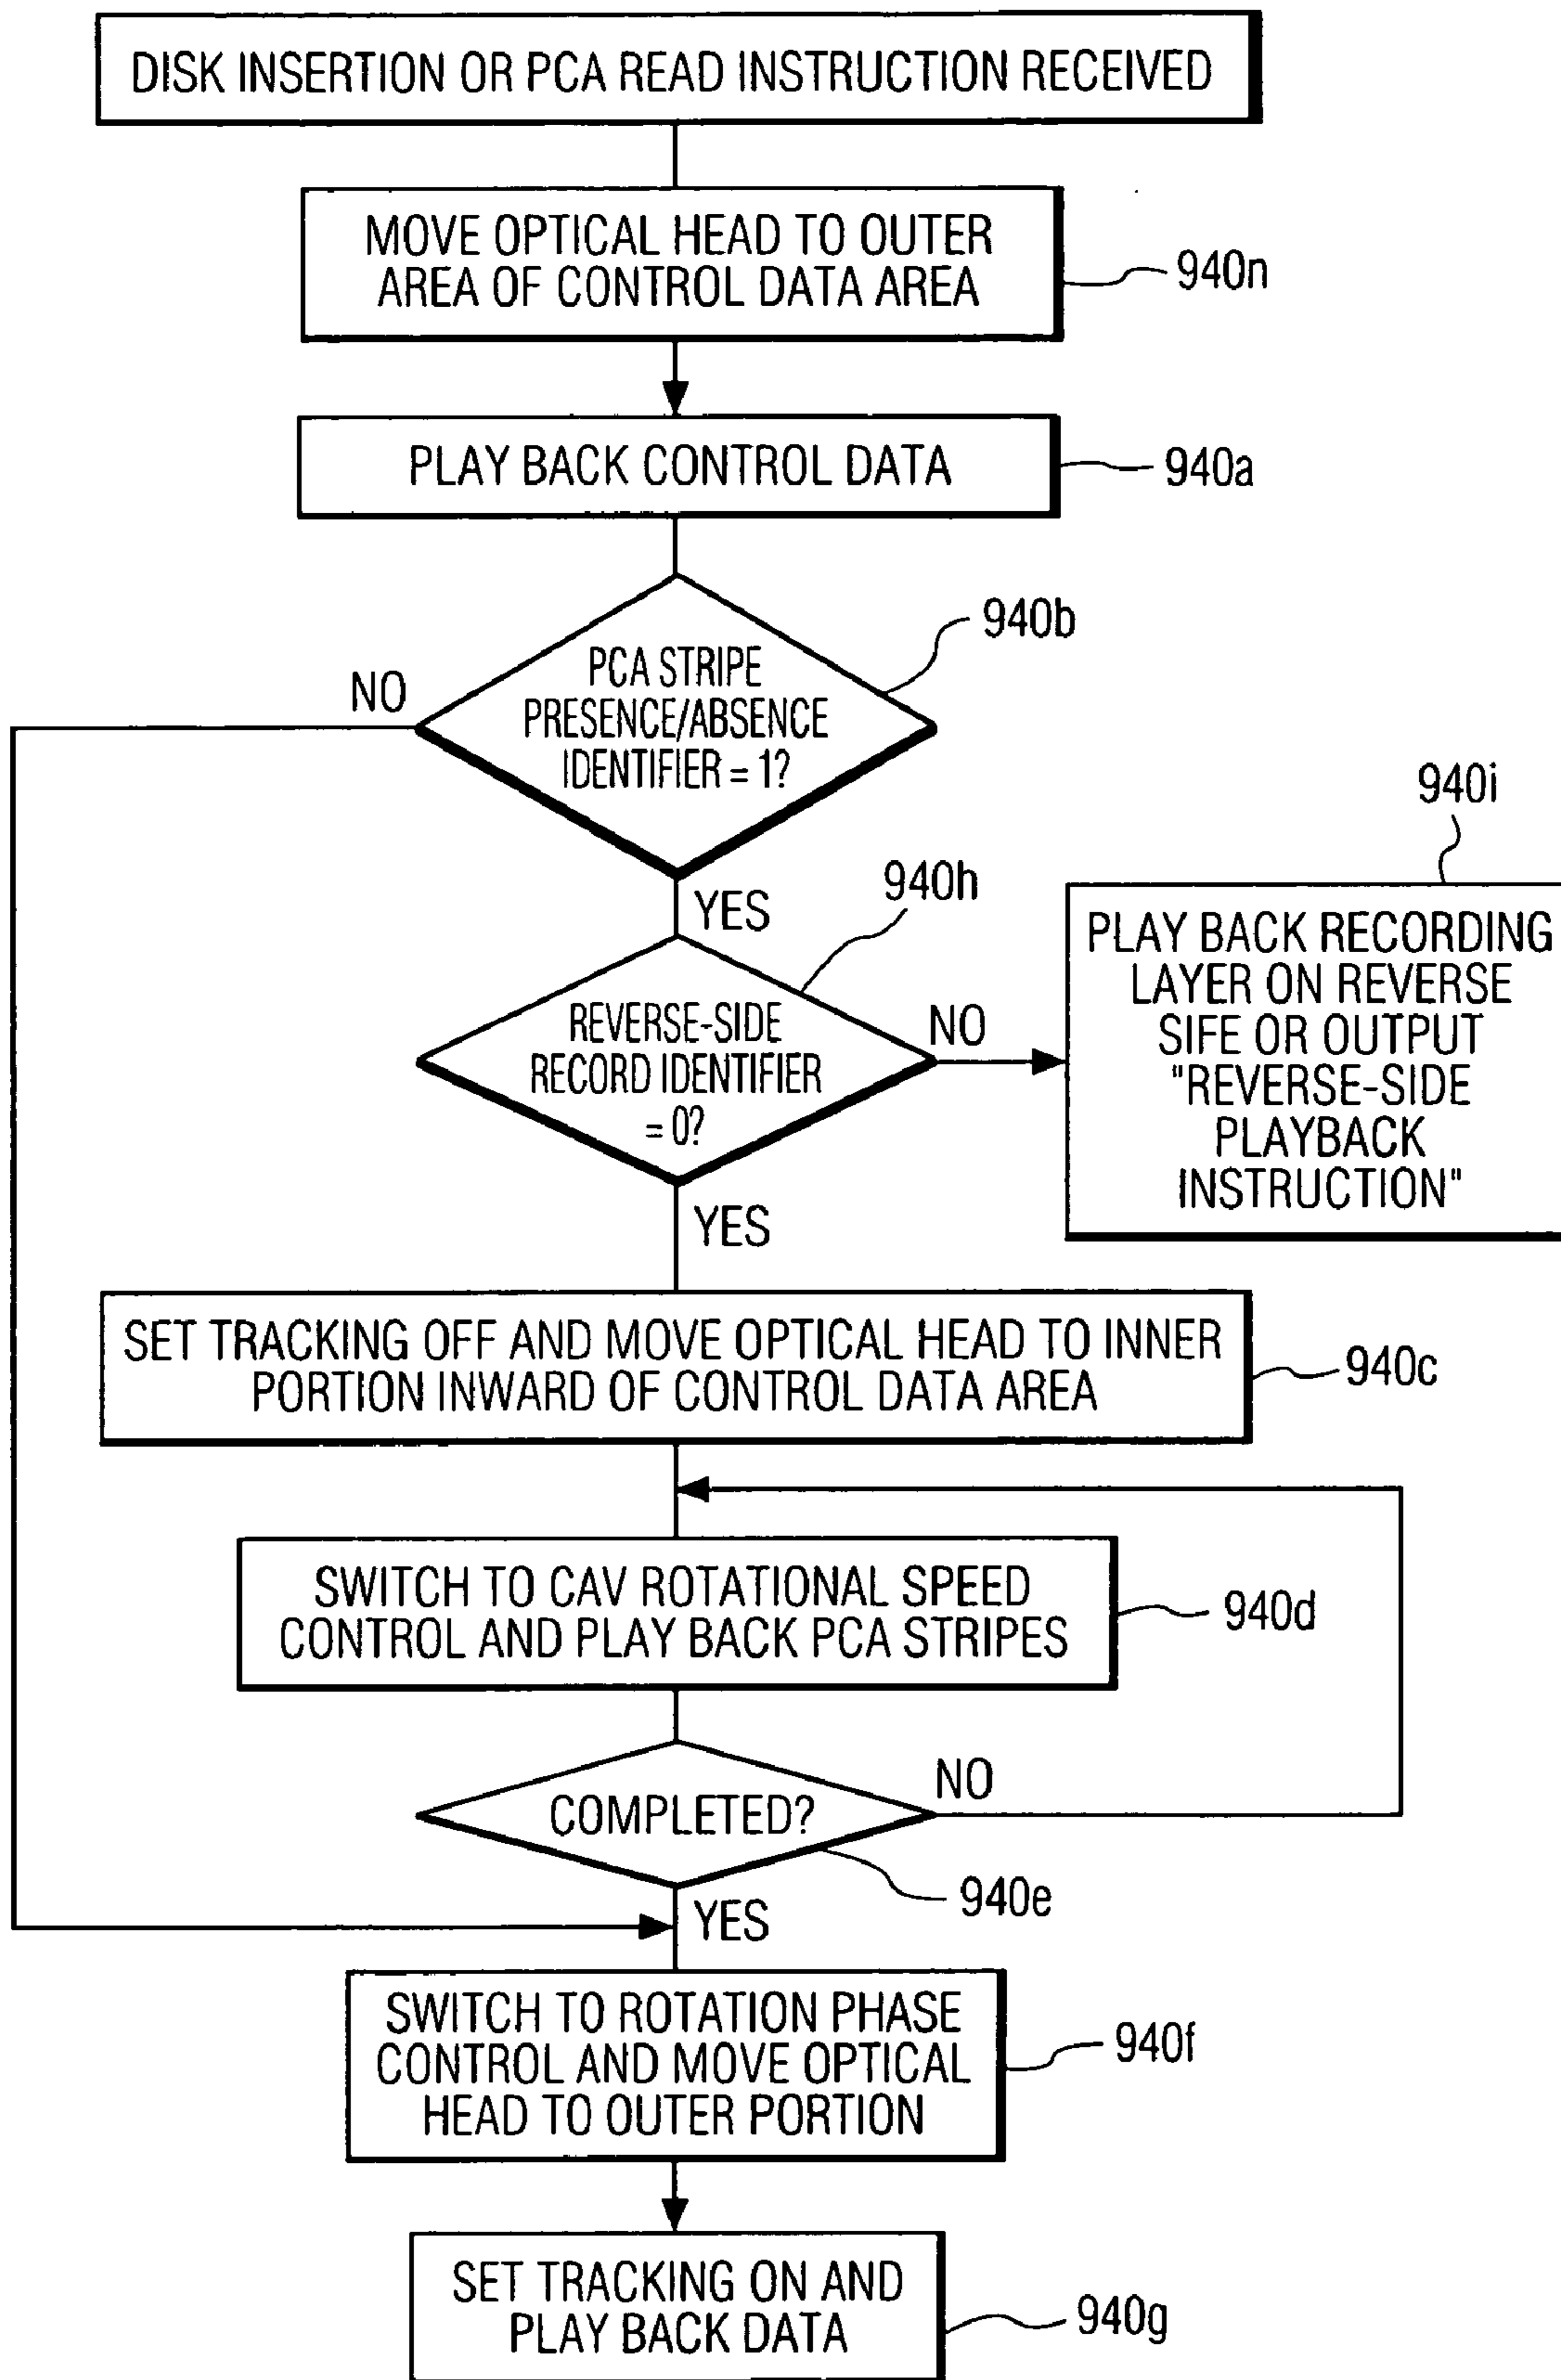 DISK INSERTION OR PCA READ INSTRUCTION RECEIVED
MOVE OPTICAL HEAD TO OUTER
AREA OF CONTROL DATA AREA
940n
PLAY BACK CONTROL DATA
940a
940b
PCA STRIPE
PRESENCE/ABSENCE
IDENTIFIER = 1?
NO
YES
940h
REVERSE-SIDE
RECORD IDENTIFIER
= 0?
NO
940i
PLAY BACK RECORDING
LAYER ON REVERSE
SIFE OR OUTPUT
"REVERSE-SIDE
PLAYBACK
INSTRUCTION"
YES
SET TRACKING OFF AND MOVE OPTICAL HEAD TO INNER
PORTION INWARD OF CONTROL DATA AREA
940c
SWITCH TO CAV ROTATIONAL SPEED
CONTROL AND PLAY BACK PCA STRIPES
940d
COMPLETED?
NO
940e
YES
SWITCH TO ROTATION PHASE
CONTROL AND MOVE OPTICAL
HEAD TO OUTER PORTION
940f
SET TRACKING ON AND
PLAY BACK DATA
940g